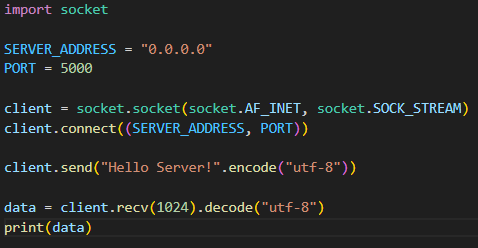 import socket
SERVER_ADDRESS = "0.0.0.0"
PORT = 5000
client = socket.socket(socket.AF_INET, socket.SOCK_STREAM)
client.connect((SERVER_ADDRESS, PORT))
client.send("Hello Server!".encode("utf-8"))
data = client.recv(1024).decode("utf-8")
print(data)